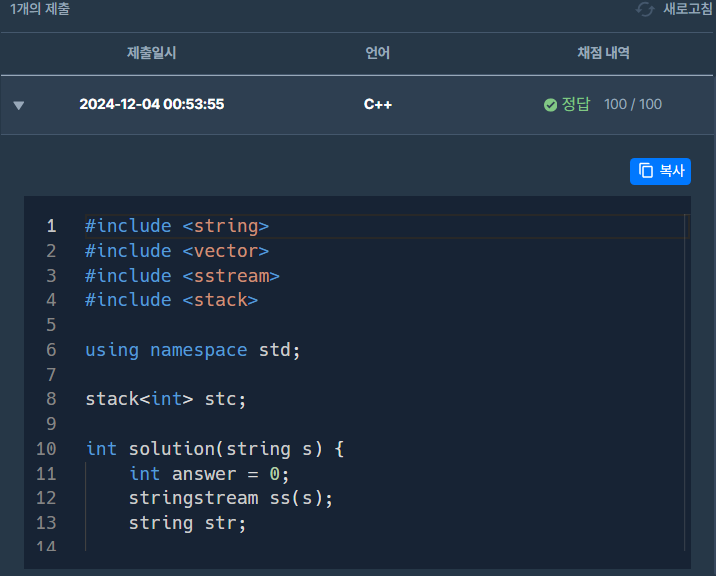 1개의 제출 새로고침
제출일시 언어 채점 내역
▼ 2024-12-04 00:53:55 C++ 정답 100 / 100
복사
1 #include <string>
2 #include <vector>
3 #include <sstream>
4 #include <stack>
5
6 using namespace std;
7
8 stack<int> stc;
9
10 int solution(string s) {
11     int answer = 0;
12     stringstream ss(s);
13     string str;
14